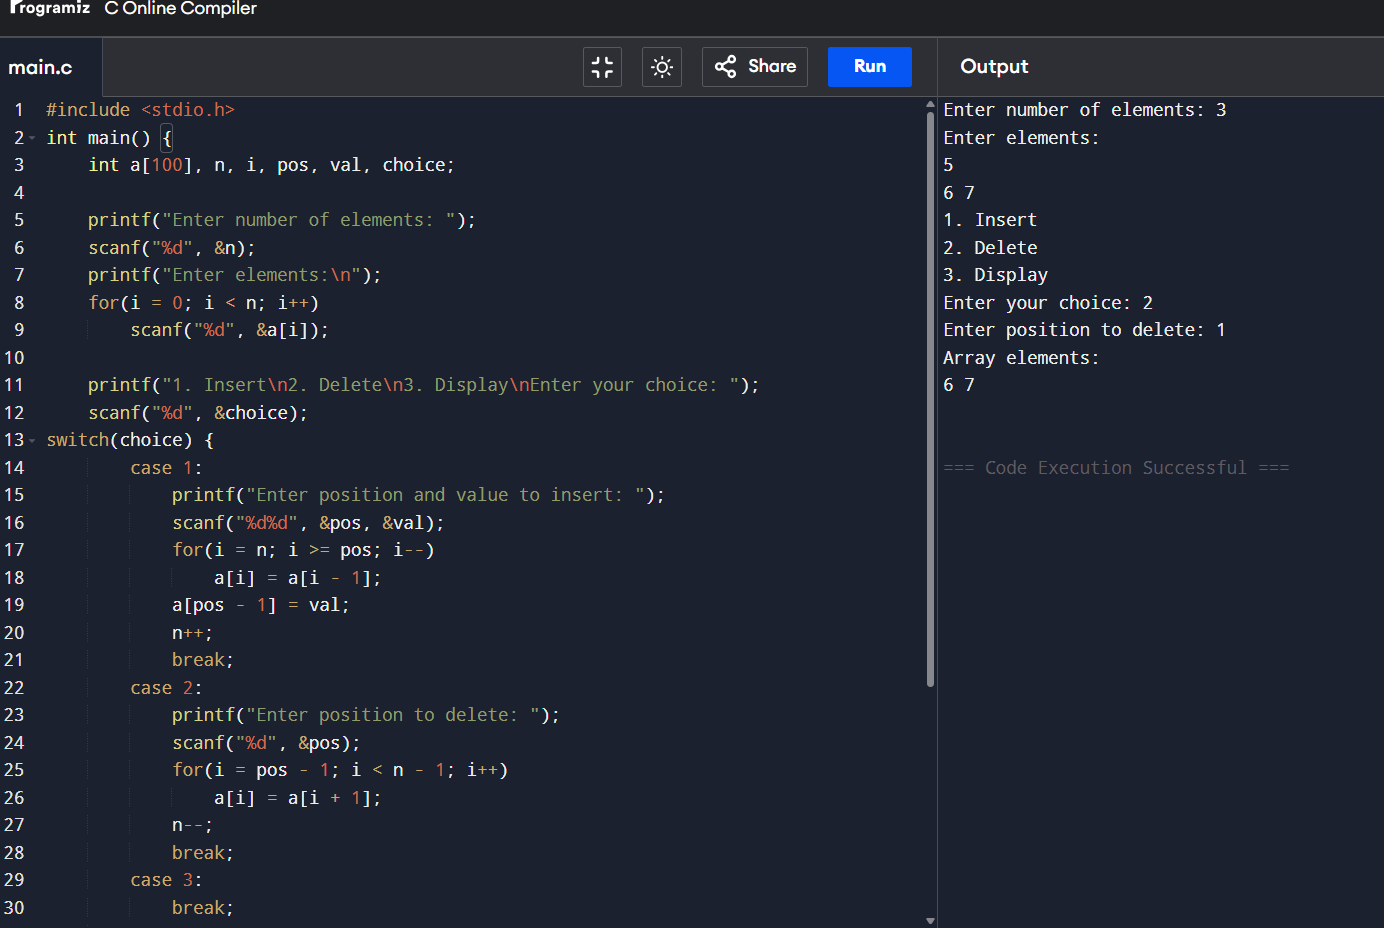 Programiz C Online Compiler
main.c
Share
Run
Output
1 #include <stdio.h>
2 int main() {
3     int a[100], n, i, pos, val, choice;
4
5     printf("Enter number of elements: ");
6     scanf("%d", &n);
7     printf("Enter elements:\n");
8     for(i = 0; i < n; i++)
9         scanf("%d", &a[i]);
10
11     printf("1. Insert\n2. Delete\n3. Display\nEnter your choice: ");
12     scanf("%d", &choice);
13 switch(choice) {
14         case 1:
15             printf("Enter position and value to insert: ");
16             scanf("%d%d", &pos, &val);
17             for(i = n; i >= pos; i--)
18                 a[i] = a[i - 1];
19             a[pos - 1] = val;
20             n++;
21             break;
22         case 2:
23             printf("Enter position to delete: ");
24             scanf("%d", &pos);
25             for(i = pos - 1; i < n - 1; i++)
26                 a[i] = a[i + 1];
27             n--;
28             break;
29         case 3:
30             break;
Enter number of elements: 3
Enter elements:
5
6 7
1. Insert
2. Delete
3. Display
Enter your choice: 2
Enter position to delete: 1
Array elements:
6 7
=== Code Execution Successful ===